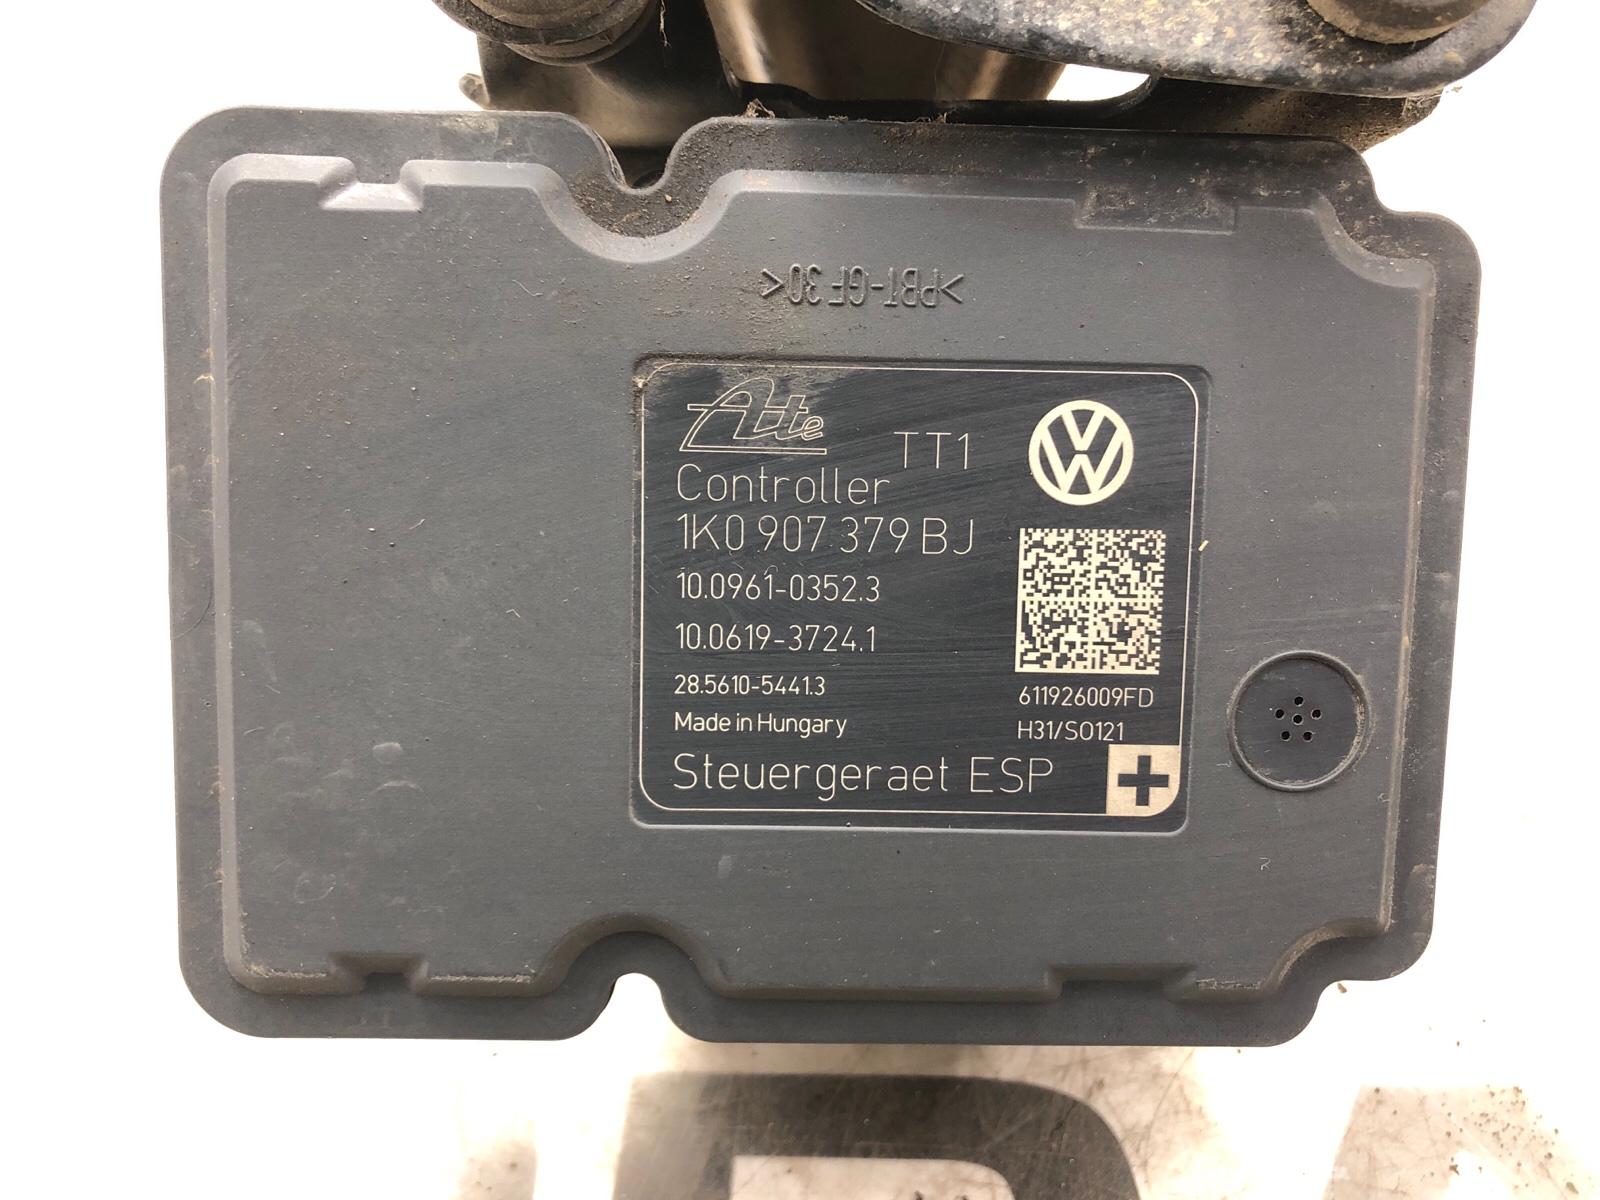 >PBT-GF30<
Ate
TT1
Controller
1K0 907 379 BJ
10.0961-0352.3
10.0619-3724.1
28.5610-5441.3
Made in Hungary
611926009FD
H31/S0121
Steuergeraet ESP